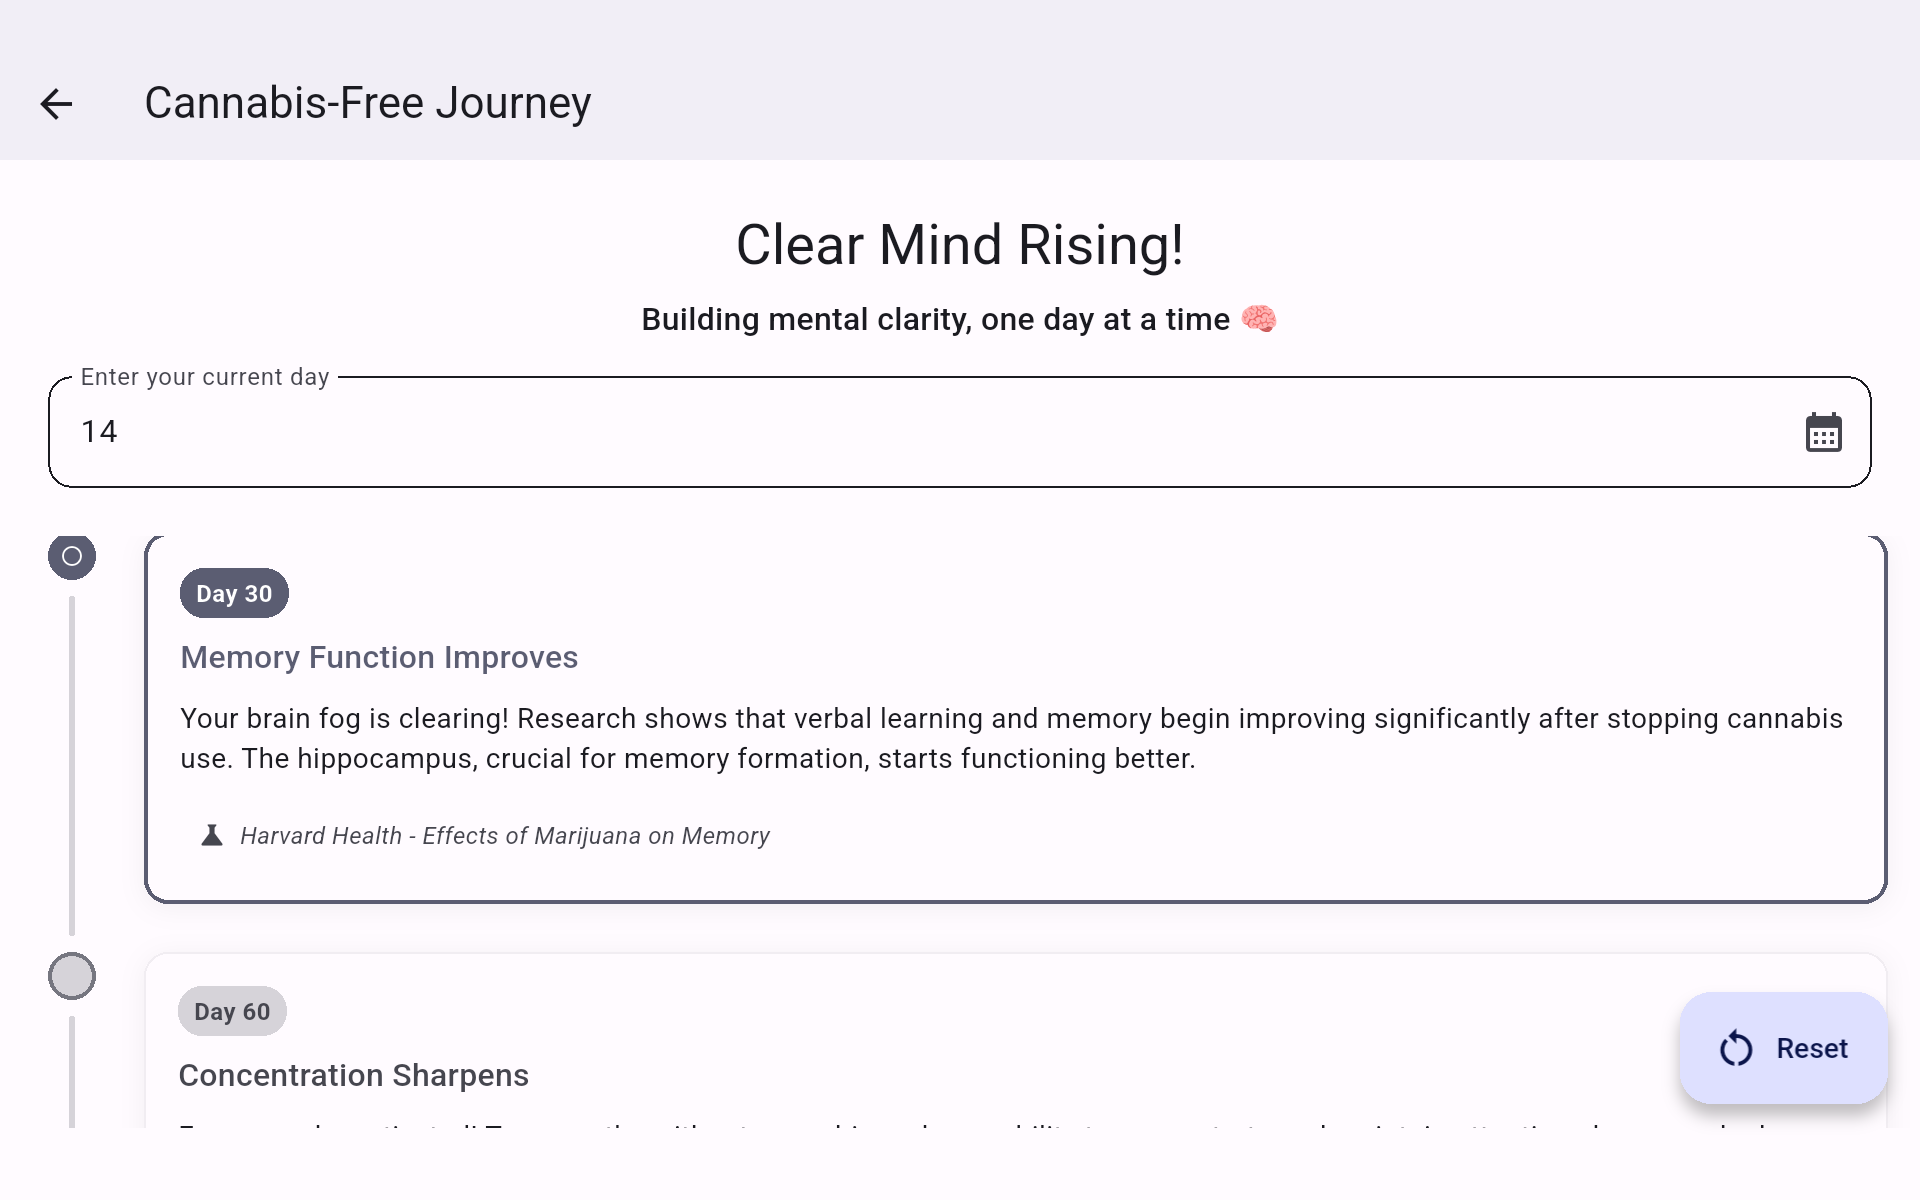 Cannabis-Free Journey
Clear Mind Rising!
Building mental clarity, one day at a time 🧠
Enter your current day
14
Day 30
Memory Function Improves
Your brain fog is clearing! Research shows that verbal learning and memory begin improving significantly after stopping cannabis
use. The hippocampus, crucial for memory formation, starts functioning better.
Harvard Health - Effects of Marijuana on Memory
Day 60
Concentration Sharpens
Reset